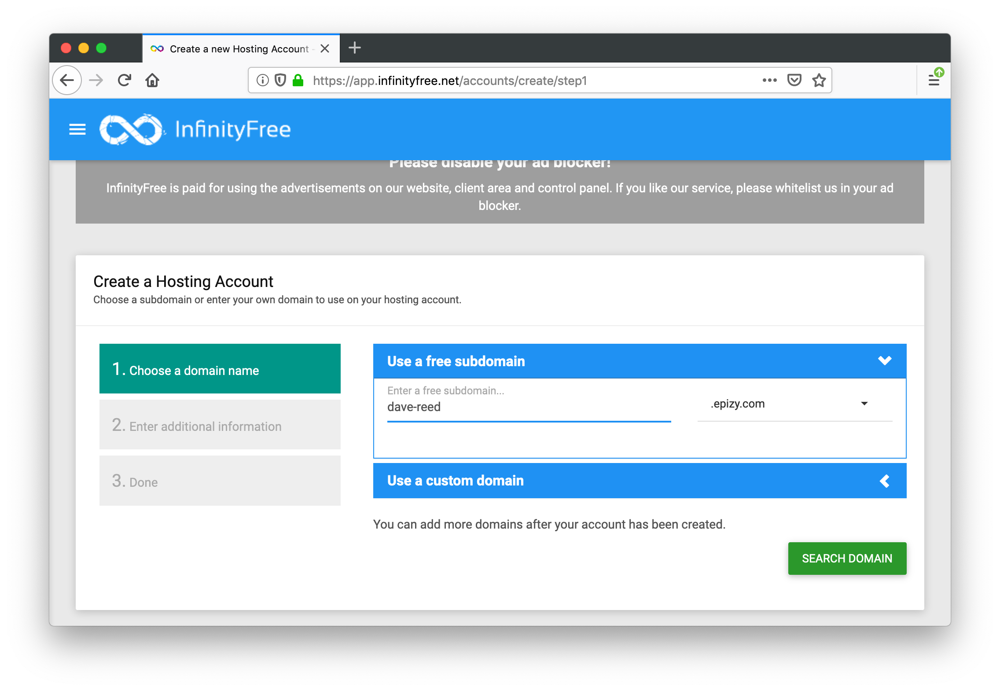 Create a new Hosting Account -
https://app.infinityfree.net/accounts/create/step1
InfinityFree
Please disable your ad blocker!
InfinityFree is paid for using the advertisements on our website, client area and control panel. If you like our service, please whitelist us in your ad
blocker.
Create a Hosting Account
Choose a subdomain or enter your own domain to use on your hosting account.
1. Choose a domain name
2. Enter additional information
3. Done
Use a free subdomain
Enter a free subdomain...
dave-reed
.epizy.com
Use a custom domain
You can add more domains after your account has been created.
SEARCH DOMAIN